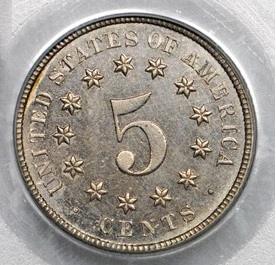 UNITED STATES OF AMERICA
5
CENTS